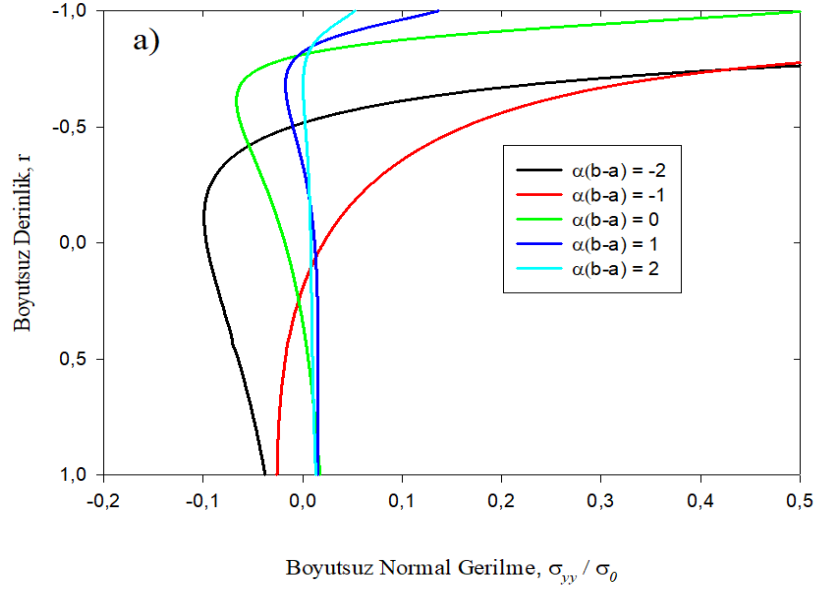 a)
-1,0
-0,5
0,0
0,5
1,0
Boyutsuz Derinlik, r
α(b-a) = -2
α(b-a) = -1
α(b-a) = 0
α(b-a) = 1
α(b-a) = 2
-0,2 -0,1 0,0 0,1 0,2 0,3 0,4 0,5
Boyutsuz Normal Gerilme, σyy / σ0